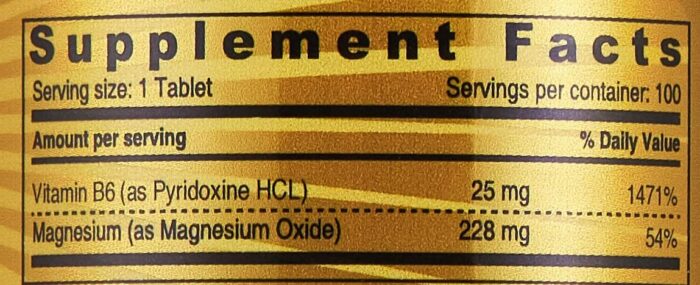 Supplement Facts
Serving size: 1 Tablet Servings per container: 100
Amount per serving % Daily Value
Vitamin B6 (as Pyridoxine HCL) 25 mg 1471%
Magnesium (as Magnesium Oxide) 228 mg 54%